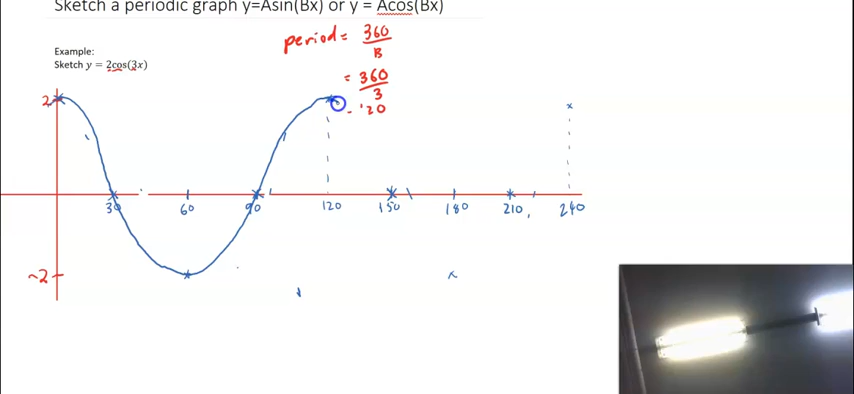 Sketch a periodic graph y=Asin(Bx) or y = Acos(Bx)
Example:
Sketch y = 2cos(3x)
period = 360
B
= 360
3
= 120
2
30 60 90 120 150 180 210 240
-2